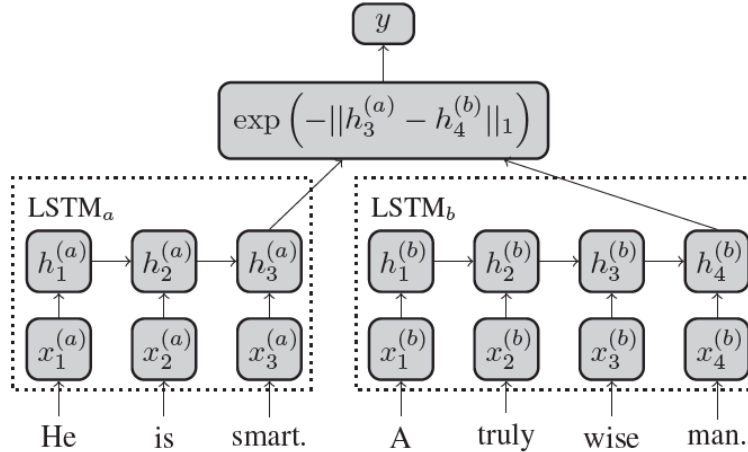 y
exp (−||h₃⁽ᵃ⁾ − h₄⁽ᵇ⁾||₁)
LSTMₐ LSTM_b
h₁⁽ᵃ⁾ h₂⁽ᵃ⁾ h₃⁽ᵃ⁾ h₁⁽ᵇ⁾ h₂⁽ᵇ⁾ h₃⁽ᵇ⁾ h₄⁽ᵇ⁾
x₁⁽ᵃ⁾ x₂⁽ᵃ⁾ x₃⁽ᵃ⁾ x₁⁽ᵇ⁾ x₂⁽ᵇ⁾ x₃⁽ᵇ⁾ x₄⁽ᵇ⁾
He is smart. A truly wise man.